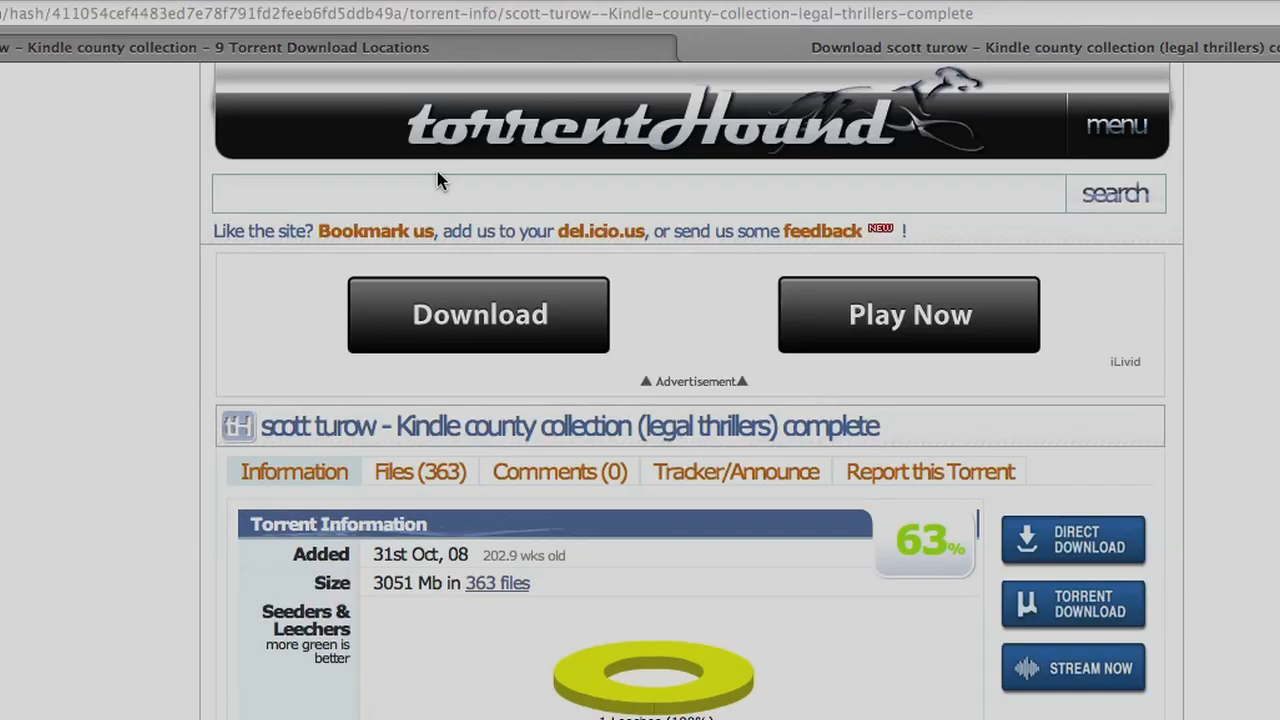 /hash/411054cef4483ed7e78f791fd2feeb6fd5ddb49a/torrent-info/scott-turow--Kindle-county-collection-legal-thrillers-complete
w - Kindle county collection - 9 Torrent Download Locations
Download scott turow - Kindle county collection (legal thrillers)
torrentHound
menu
search
Like the site? Bookmark us, add us to your del.icio.us, or send us some feedback NEW !
Download
Play Now
iLivid
▲ Advertisement▲
tH scott turow - Kindle county collection (legal thrillers) complete
Information Files (363) Comments (0) Tracker/Announce Report this Torrent
Torrent Information
63%
DIRECT
DOWNLOAD
Added 31st Oct, 08 202.9 wks old
Size 3051 Mb in 363 files
µ TORRENT
DOWNLOAD
Seeders &
Leechers
more green is
better
STREAM NOW